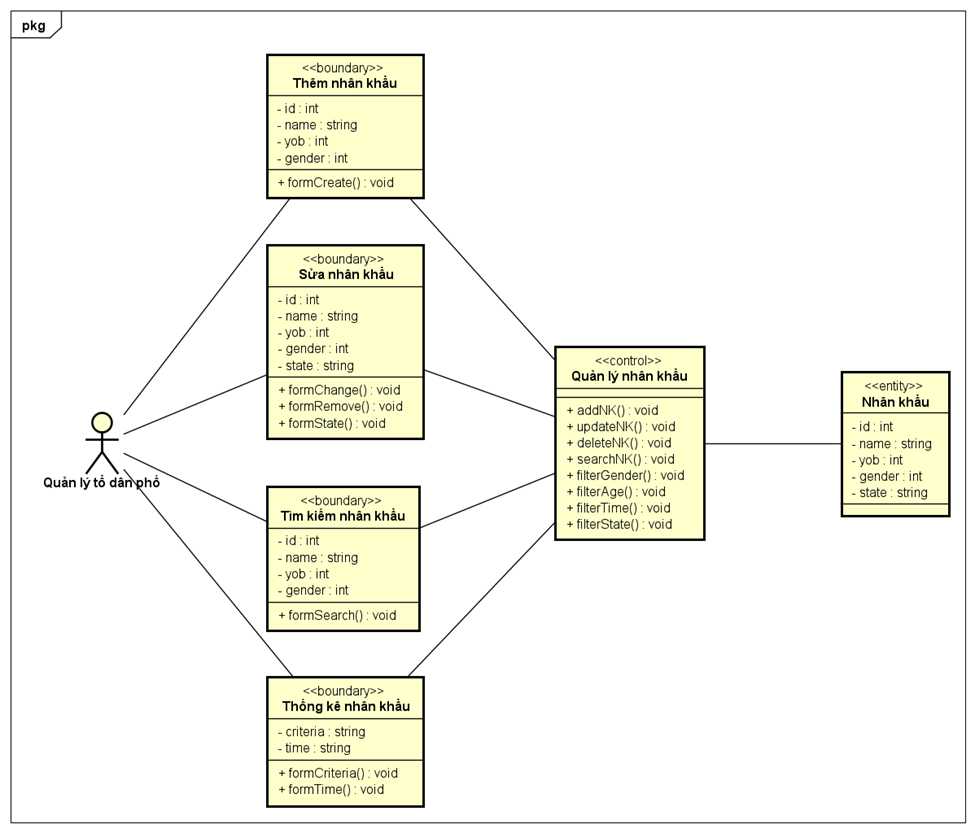 pkg
<<boundary>>
Thêm nhân khẩu
- id : int
- name : string
- yob : int
- gender : int
+ formCreate() : void
<<boundary>>
Sửa nhân khẩu
- id : int
- name : string
- yob : int
- gender : int
- state : string
+ formChange() : void
+ formRemove() : void
+ formState() : void
<<control>>
Quản lý nhân khẩu
+ addNK() : void
+ updateNK() : void
+ deleteNK() : void
+ searchNK() : void
+ filterGender() : void
+ filterAge() : void
+ filterTime() : void
+ filterState() : void
<<entity>>
Nhân khẩu
- id : int
- name : string
- yob : int
- gender : int
- state : string
Quản lý tổ dân phố
<<boundary>>
Tìm kiếm nhân khẩu
- id : int
- name : string
- yob : int
- gender : int
+ formSearch() : void
<<boundary>>
Thống kê nhân khẩu
- criteria : string
- time : string
+ formCriteria() : void
+ formTime() : void